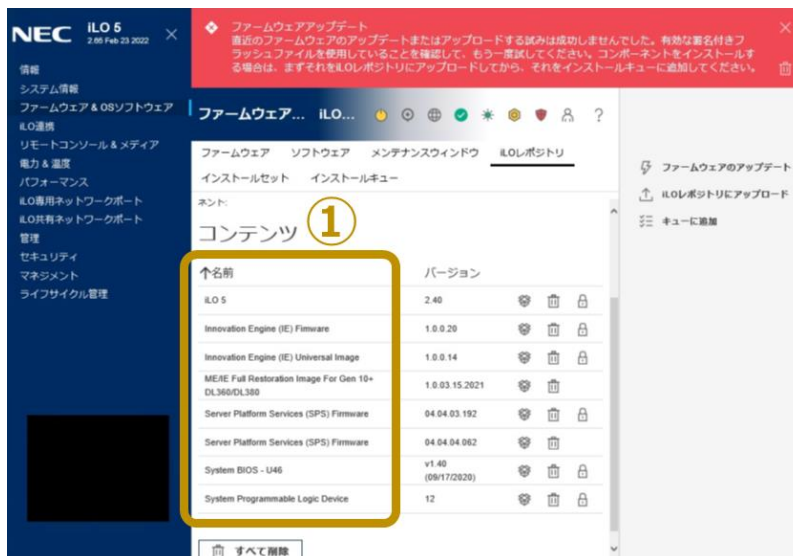 NEC iLO 5
2.65 Feb 23 2022
ファームウェアアップデート
直近のファームウェアのアップデートまたはアップロードする試みは成功しませんでした。有効な署名付きフ
ラッシュファイルを使用していることを確認して、もう一度試してください。コンポーネントをインストールす
る場合は、まずそれをiLOレポジトリにアップロードしてから、それをインストールキューに追加してください。
情報
システム情報
ファームウェア & OSソフトウェア
iLO連携
リモートコンソール & メディア
電力 & 温度
パフォーマンス
iLO専用ネットワークポート
iLO共有ネットワークポート
管理
セキュリティ
マネジメント
ライフサイクル管理
ファームウェア... iLO... ?
ファームウェア ソフトウェア メンテナンスウィンドウ iLOレポジトリ
インストールセット インストールキュー
ネント:
コンテンツ ①
↑名前 バージョン
iLO 5 2.40
Innovation Engine (IE) Fimware 1.0.0.20
Innovation Engine (IE) Universal Image 1.0.0.14
ME/IE Full Restoration Image For Gen 10+
DL360/DL380 1.0.03.15.2021
Server Platform Services (SPS) Firmware 04.04.03.192
Server Platform Services (SPS) Firmware 04.04.04.062
System BIOS - U46 v1.40
(09/17/2020)
System Programmable Logic Device 12
すべて削除
ファームウェアのアップデート
iLOレポジトリにアップロード
キューに追加